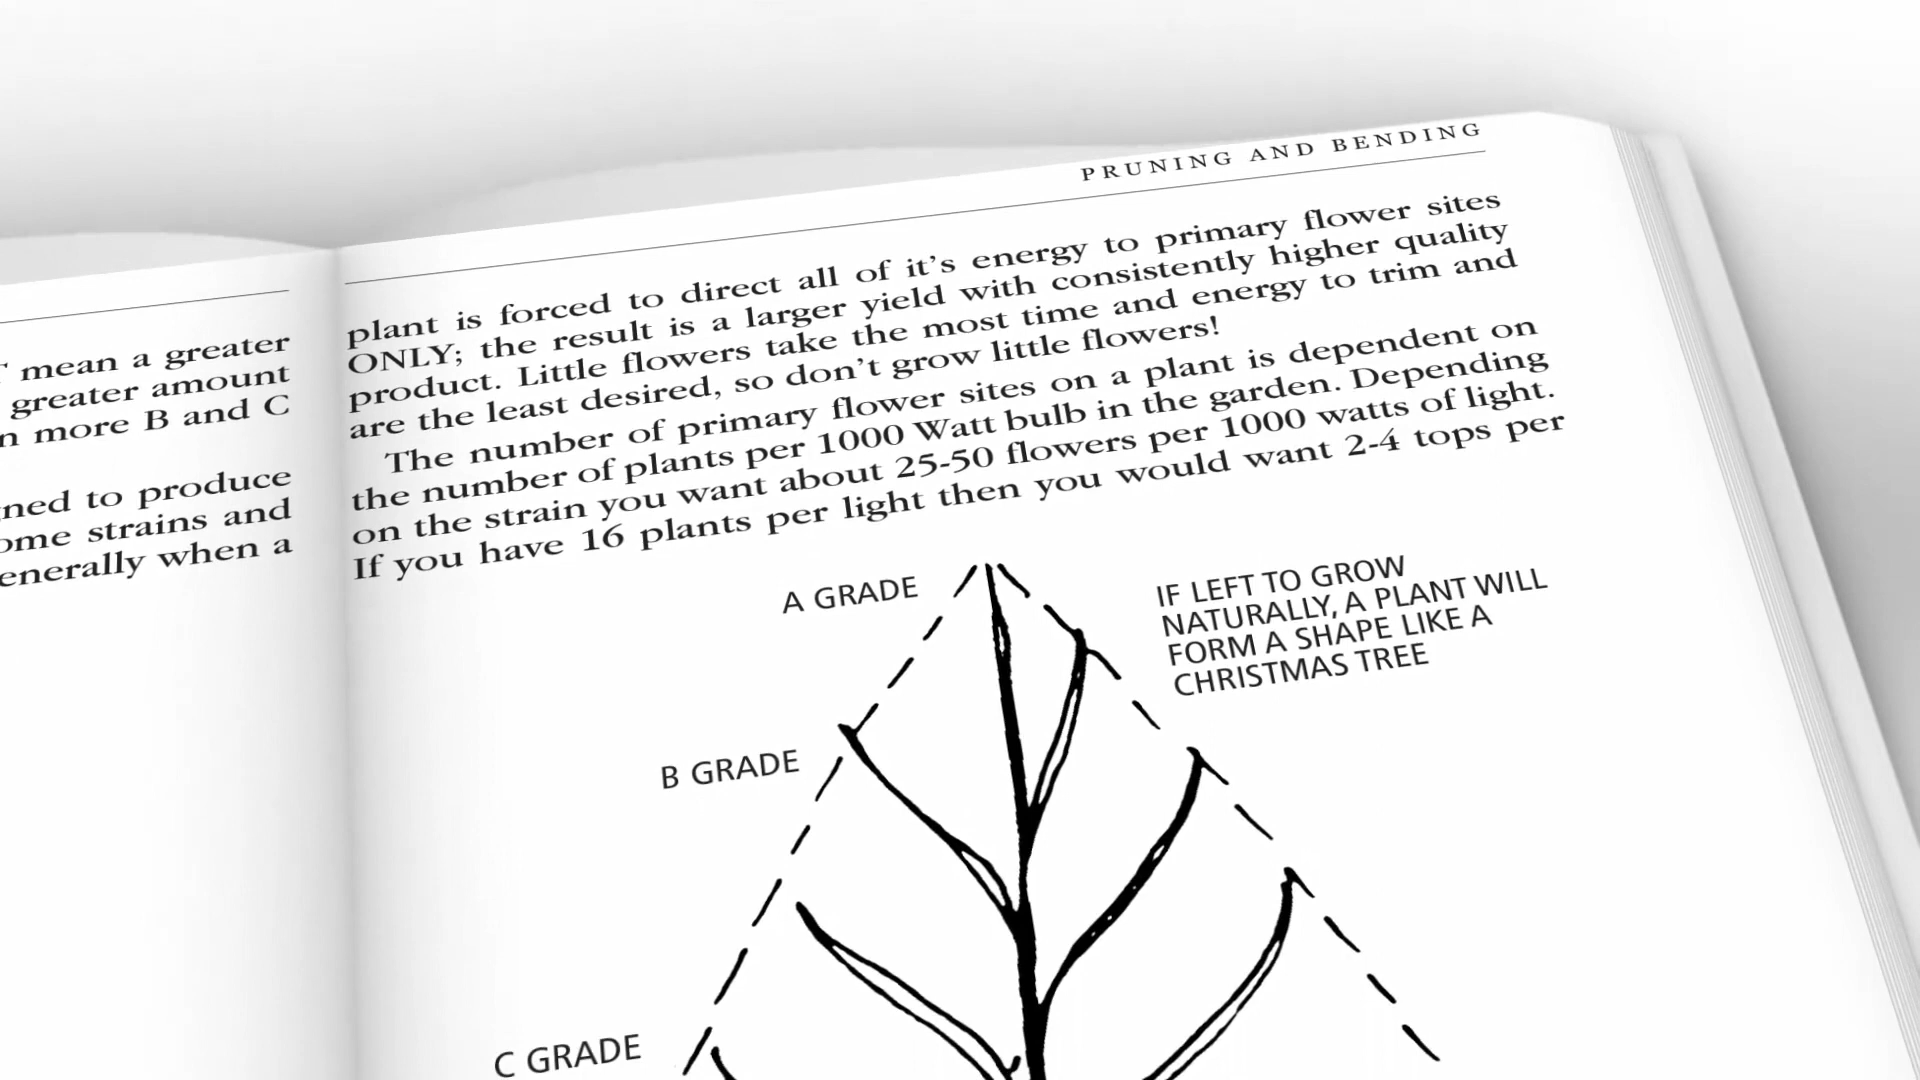 mean a greater
greater amount
more B and C
to produce
strains and
when a
PRUNING AND BENDING
plant is forced to direct all of it's energy to primary flower sites
ONLY; the result is a larger yield with consistently higher quality
product. Little flowers take the most time and energy to trim and
are the least desired, so don't grow little flowers!
The number of primary flower sites on a plant is dependent on
the number of plants per 1000 Watt bulb in the garden. Depending
on the strain you want about 25-50 flowers per 1000 watts of light.
If you have 16 plants per light then you would want 2-4 tops per
A GRADE
IF LEFT TO GROW
NATURALLY, A PLANT WILL
FORM A SHAPE LIKE A
CHRISTMAS TREE
B GRADE
C GRADE